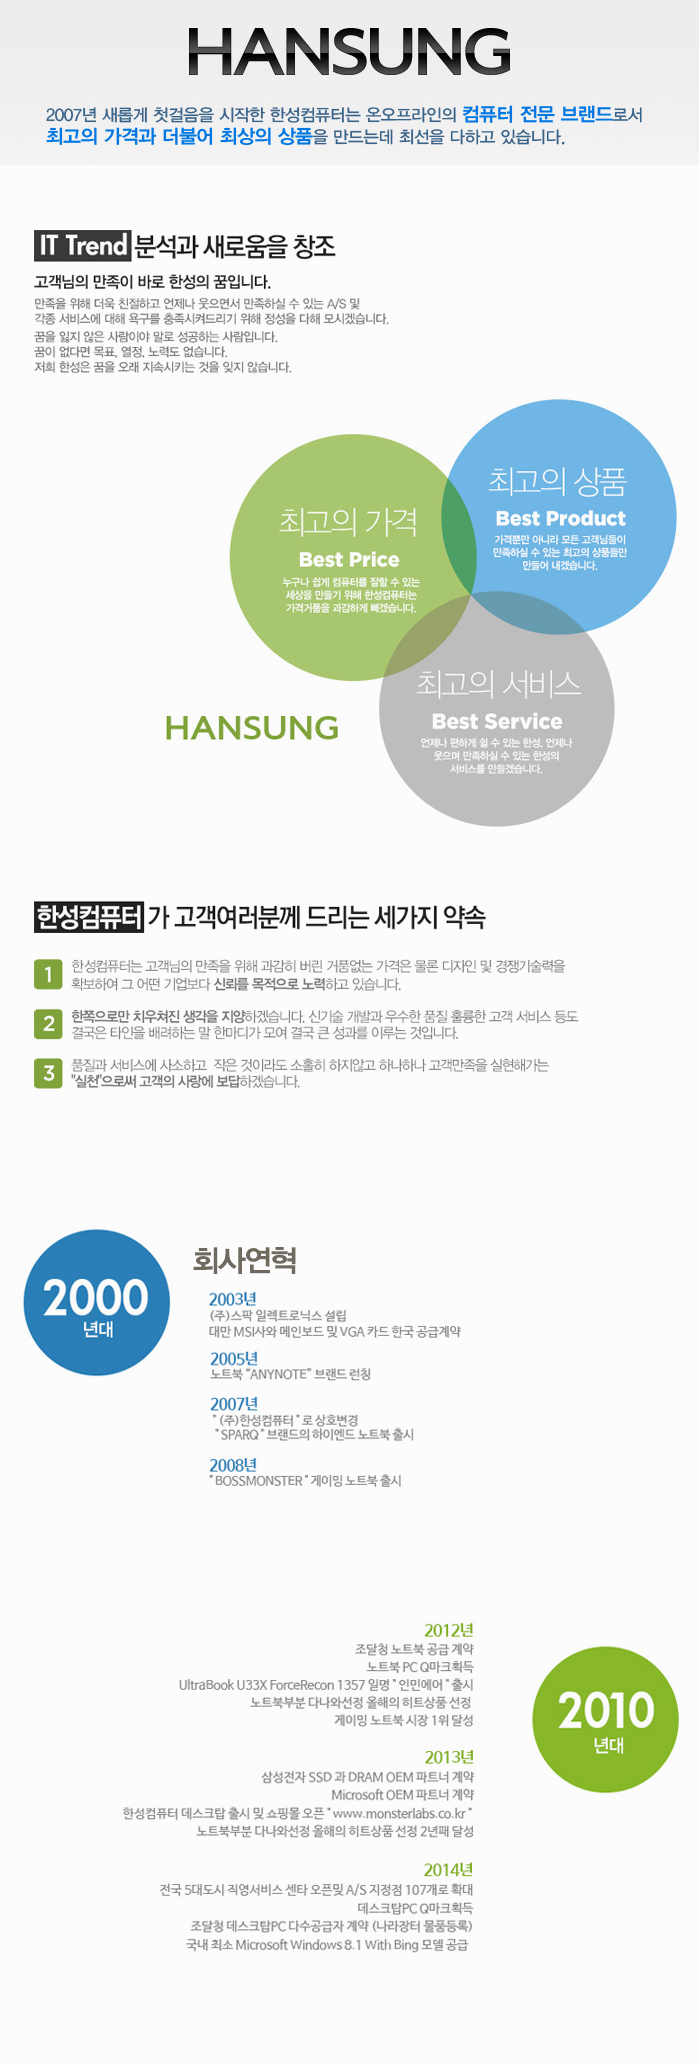 HANSUNG
2007년 새롭게 첫걸음을 시작한 한성컴퓨터는 온오프라인의 컴퓨터 전문 브랜드로서
최고의 가격과 더불어 최상의 상품을 만드는데 최선을 다하고 있습니다.
IT Trend 분석과 새로움을 창조
고객님의 만족이 바로 한성의 꿈입니다.
만족을 위해 더욱 친절하고 언제나 웃으면서 만족하실 수 있는 A/S 및
각종 서비스에 대해 욕구를 충족시켜드리기 위해 정성을 다해 모시겠습니다.
꿈을 잃지 않은 사람이야 말로 성공하는 사람입니다.
꿈이 없다면 목표, 열정, 노력도 없습니다.
저희 한성은 꿈을 오래 지속시키는 것을 잊지 않습니다.
최고의 상품
Best Product
가격뿐만 아니라 모든 고객님들이
만족하실 수 있는 최고의 상품들만
만들어 내겠습니다.
최고의 가격
Best Price
누구나 쉽게 컴퓨터를 잘할 수 있는
세상을 만들기 위해 한성컴퓨터는
가격거품을 과감하게 빼겠습니다.
최고의 서비스
Best Service
언제나 편하게 쉴 수 있는 한성, 언제나
웃으며 만족하실 수 있는 한성의
서비스를 만들겠습니다.
HANSUNG
한성컴퓨터가 고객여러분께 드리는 세가지 약속
1 한성컴퓨터는 고객님의 만족을 위해 과감히 버린 거품없는 가격은 물론 디자인 및 경쟁기술력을
확보하여 그 어떤 기업보다 신뢰를 목적으로 노력하고 있습니다.
2 한쪽으로만 치우쳐진 생각을 지양하겠습니다. 신기술 개발과 우수한 품질 훌륭한 고객 서비스 등도
결국은 타인을 배려하는 말 한마디가 모여 결국 큰 성과를 이루는 것입니다.
3 품질과 서비스에 사소하고 작은 것이라도 소홀히 하지않고 하나하나 고객만족을 실현해가는
"실천"으로써 고객의 사랑에 보답하겠습니다.
2000
년대
회사연혁
2003년
(주)스팍 일렉트로닉스 설립
대만 MSI사와 메인보드 및 VGA 카드 한국 공급계약
2005년
노트북 "ANYNOTE" 브랜드 런칭
2007년
" (주)한성컴퓨터 " 로 상호변경
" SPARQ " 브랜드의 하이엔드 노트북 출시
2008년
" BOSSMONSTER " 게이밍 노트북 출시
2010
년대
2012년
조달청 노트북 공급 계약
노트북 PC Q마크획득
UltraBook U33X ForceRecon 1357 일명 " 인민에어 " 출시
노트북부분 다나와선정 올해의 히트상품 선정
게이밍 노트북 시장 1위 달성
2013년
삼성전자 SSD 과 DRAM OEM 파트너 계약
Microsoft OEM 파트너 계약
한성컴퓨터 데스크탑 출시 및 쇼핑몰 오픈 " www.monsterlabs.co.kr "
노트북부분 다나와선정 올해의 히트상품 선정 2년째 달성
2014년
전국 5대도시 직영서비스 센타 오픈및 A/S 지정점 107개로 확대
데스크탑PC Q마크획득
조달청 데스크탑PC 다수공급자 계약 (나라장터 물품등록)
국내 최소 Microsoft Windows 8.1 With Bing 모델 공급